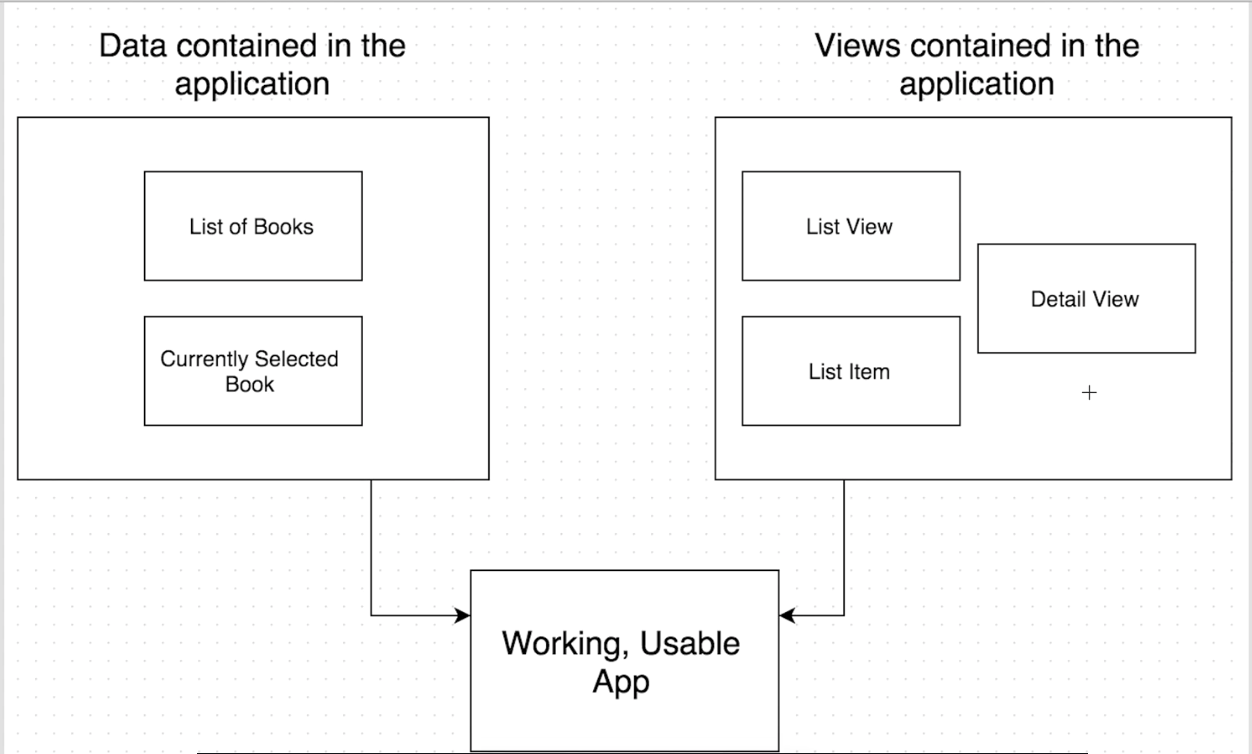 Data contained in the
application
Views contained in the
application
List of Books
Currently Selected
Book
List View
Detail View
List Item
Working, Usable
App